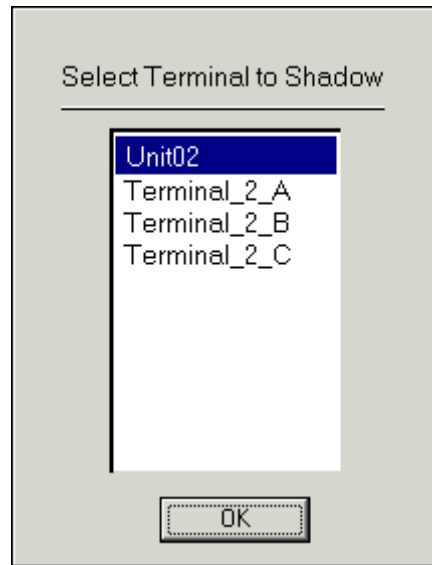 Select Terminal to Shadow
Unit02
Terminal_2_A
Terminal_2_B
Terminal_2_C
OK